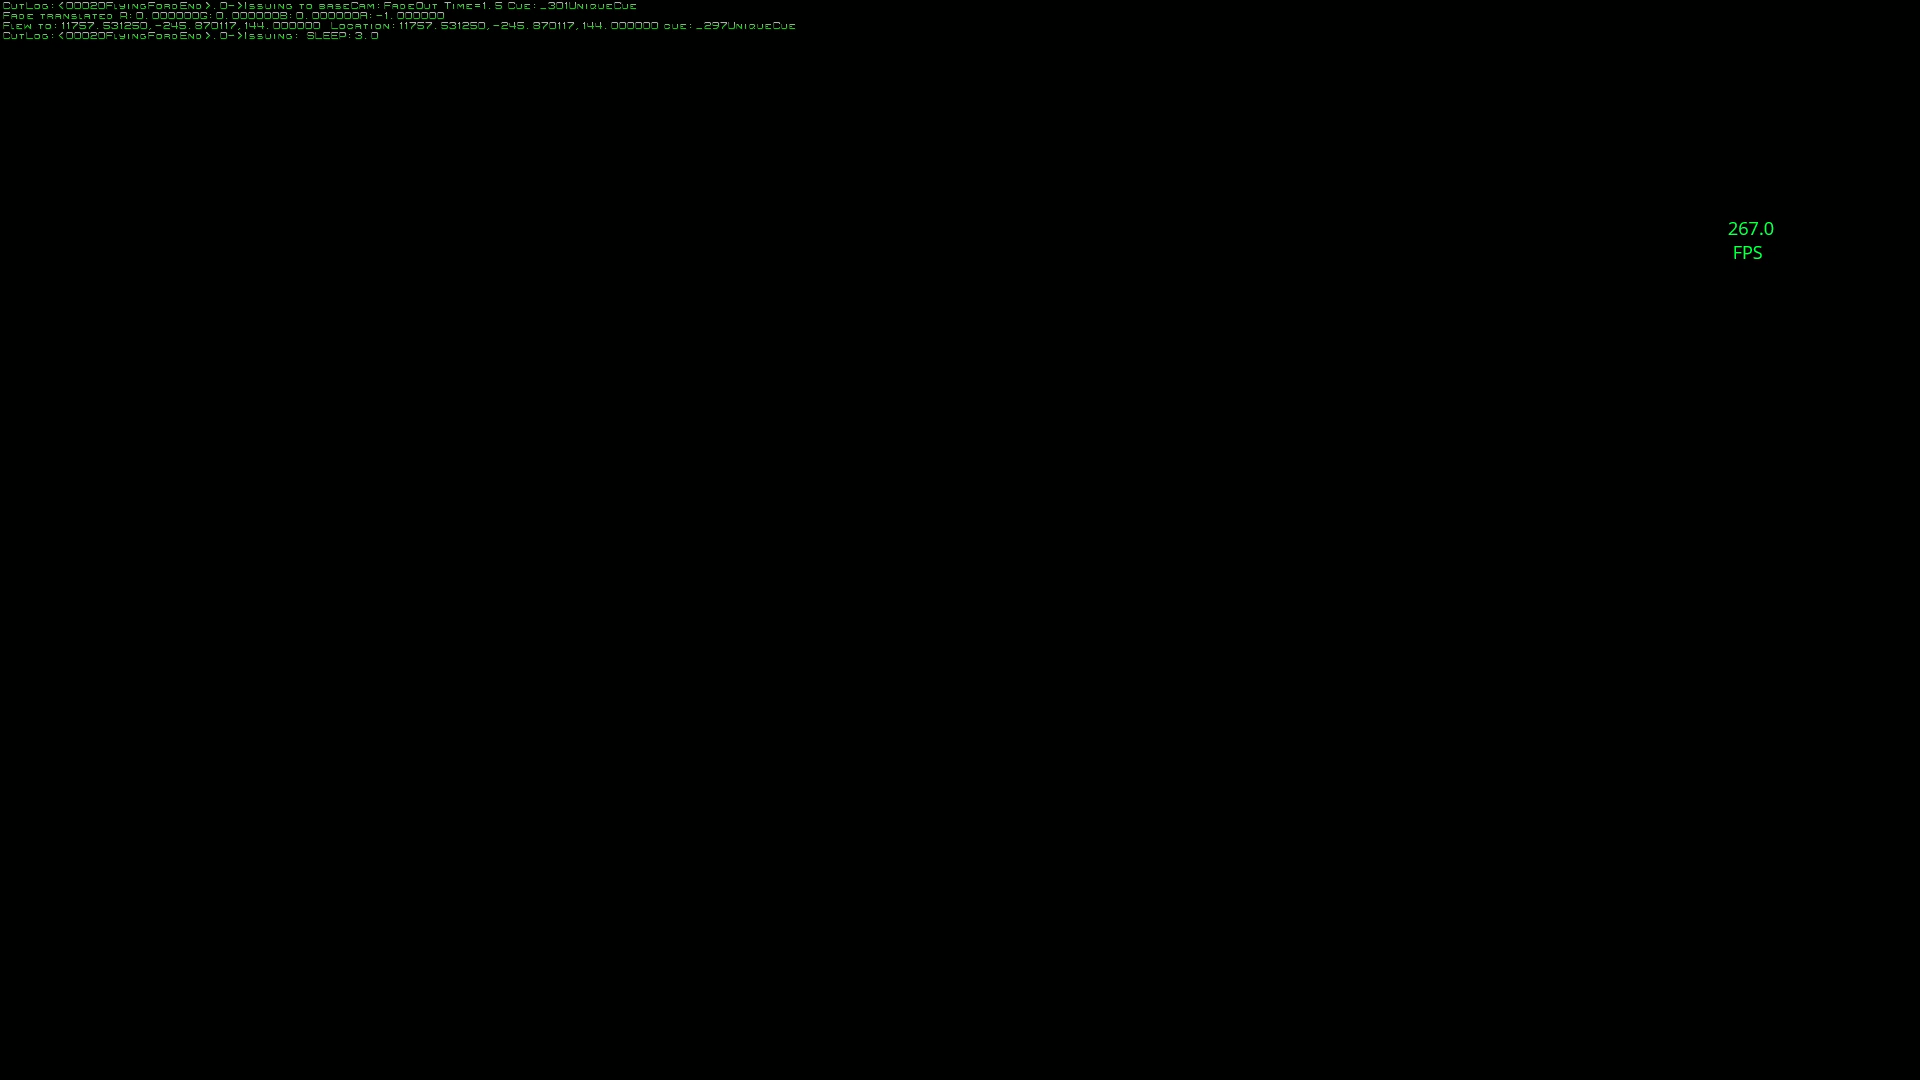 CutLog:<00020FlyingFordEnd>.0->Issuing to baseCam:FadeOut Time=1.5 Cue:_301UniqueCue
Fade translated R:0.000000G:0.000000B:0.000000A:-1.000000
Flew to:11757.531250,-245.870117,144.000000 Location:11757.531250,-245.870117,144.000000 cue:_297UniqueCue
CutLog:<00020FlyingFordEnd>.0->Issuing: SLEEP:3.0
267.0
FPS